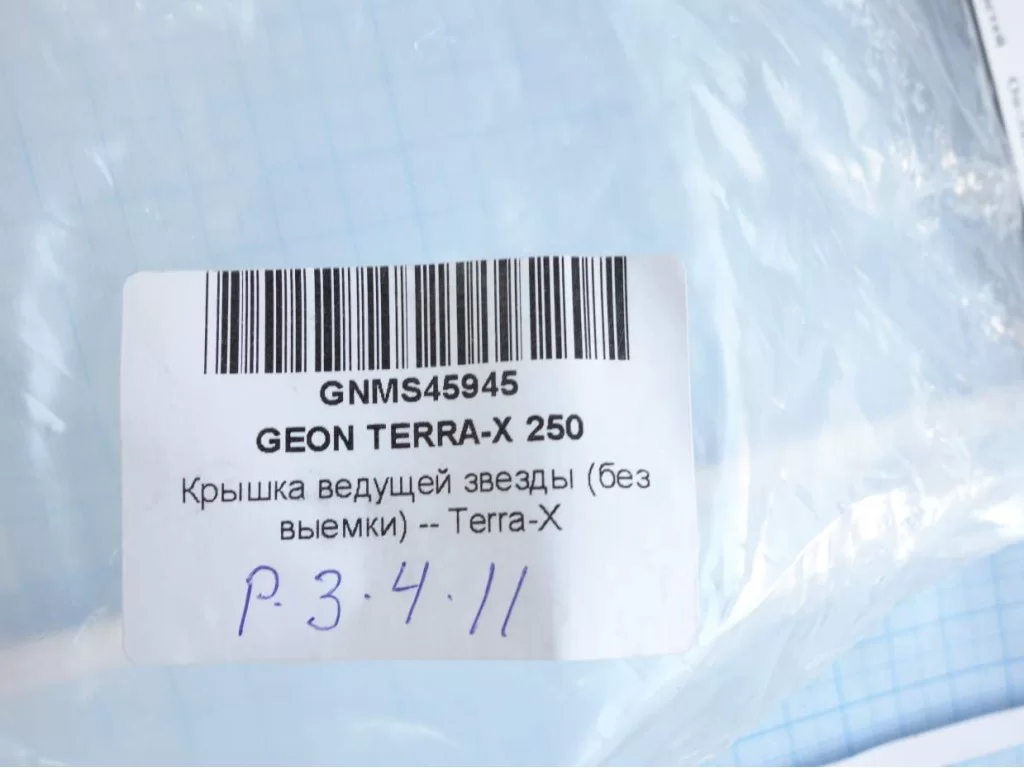 GNMS45945
GEON TERRA-X 250
Крышка ведущей звезды (без
выемки) -- Terra-X
Р. 3. 4. 11